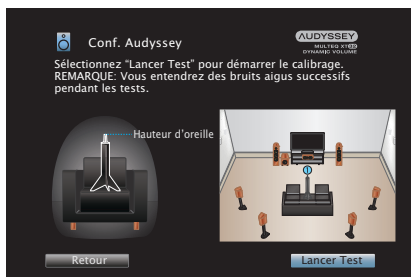 Conf. Audyssey
AUDYSSEY
MULTEQ XT32
DYNAMIC VOLUME
Sélectionnez “Lancer Test” pour démarrer le calibrage.
REMARQUE: Vous entendrez des bruits aigus successifs
pendant les tests.
Hauteur d’oreille
Retour
Lancer Test